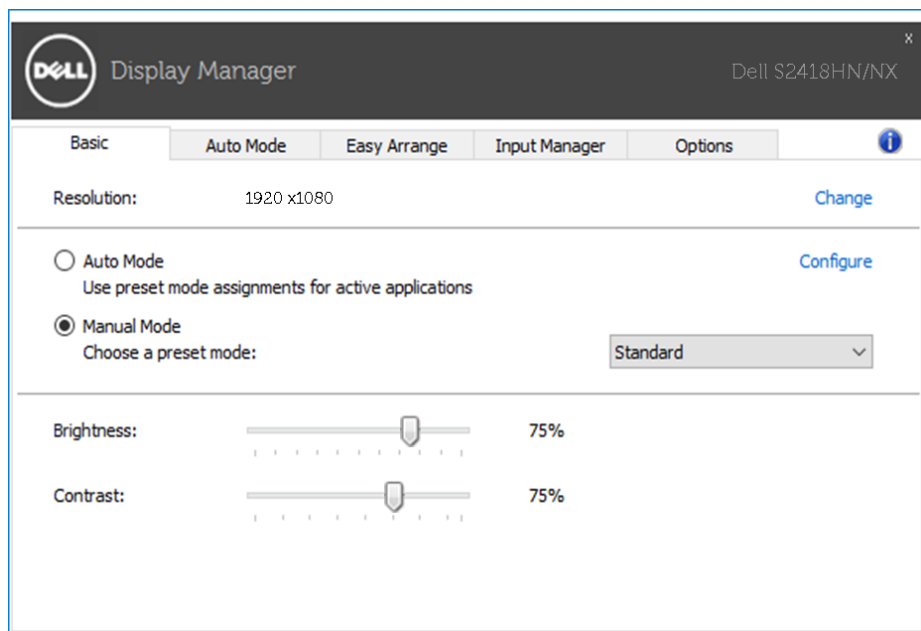 x
DELL Display Manager
Dell S2418HN/NX
Basic Auto Mode Easy Arrange Input Manager Options i
Resolution: 1920 x1080 Change
Auto Mode Configure
Use preset mode assignments for active applications
Manual Mode
Choose a preset mode: Standard
Brightness: 75%
Contrast: 75%